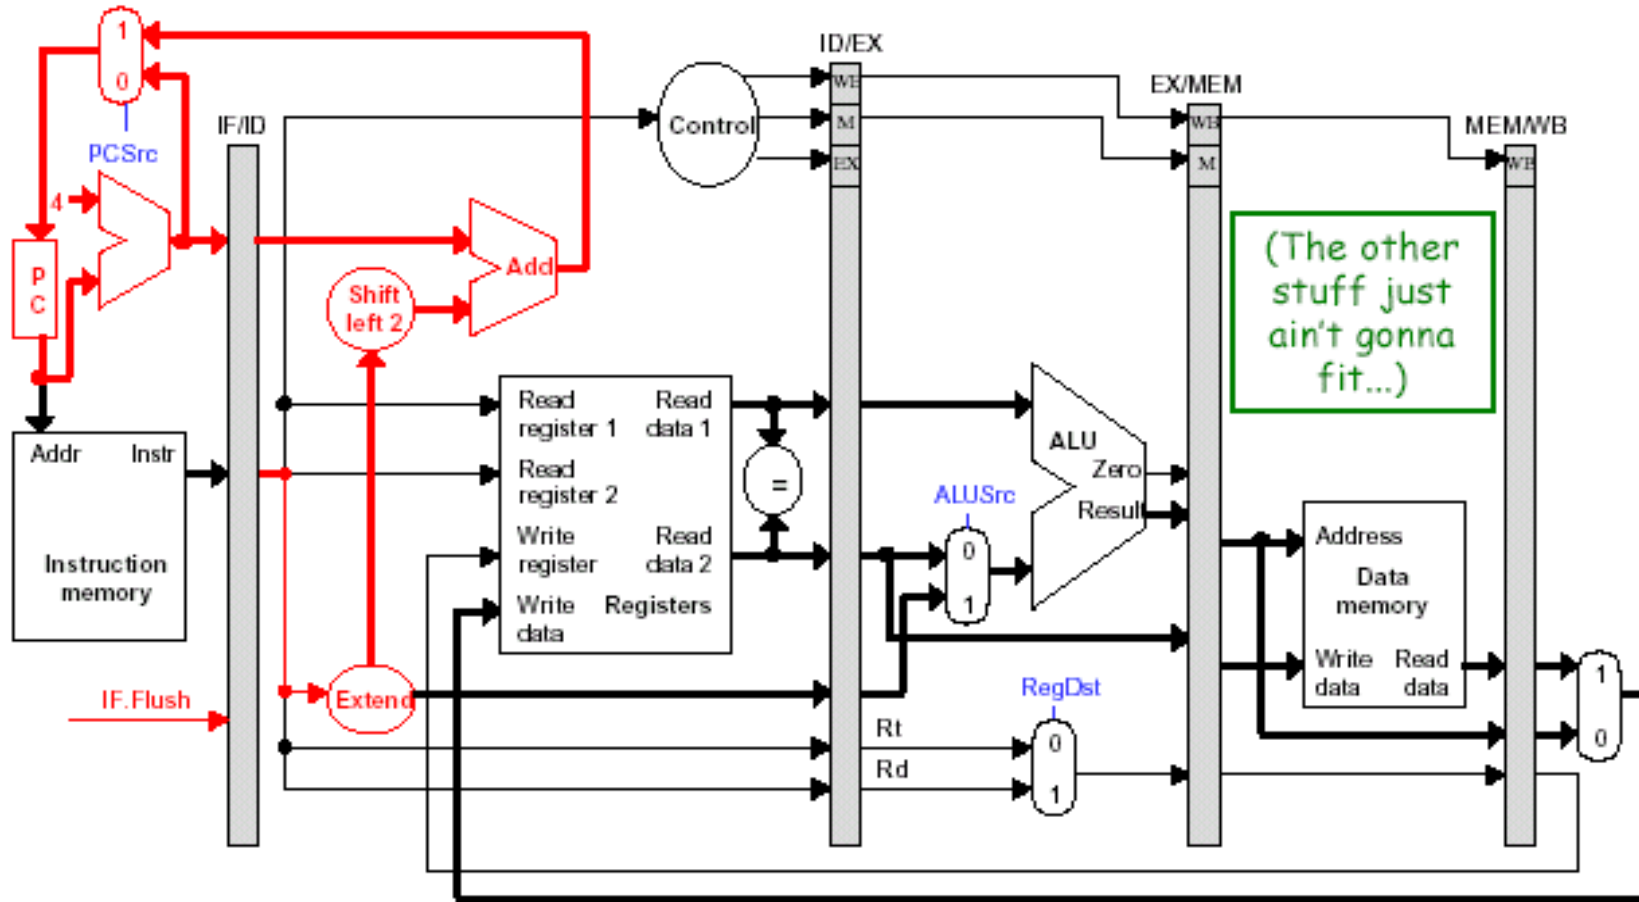 1
0
PCSrc
4
P
C
Addr Instr
Instruction
memory
IF/ID
IF.Flush
Shift
left 2
Add
Extend
Control
Read
register 1
Read
data 1
Read
register 2
Write
register
Read
data 2
Write
data
Registers
=
ID/EX
WB
M
EX
ALUSrc
0
1
ALU
Zero
Result
Rt
Rd
RegDst
0
1
EX/MEM
WB
M
(The other
stuff just
ain't gonna
fit...)
Address
Data
memory
Write
data
Read
data
MEM/WB
WB
1
0